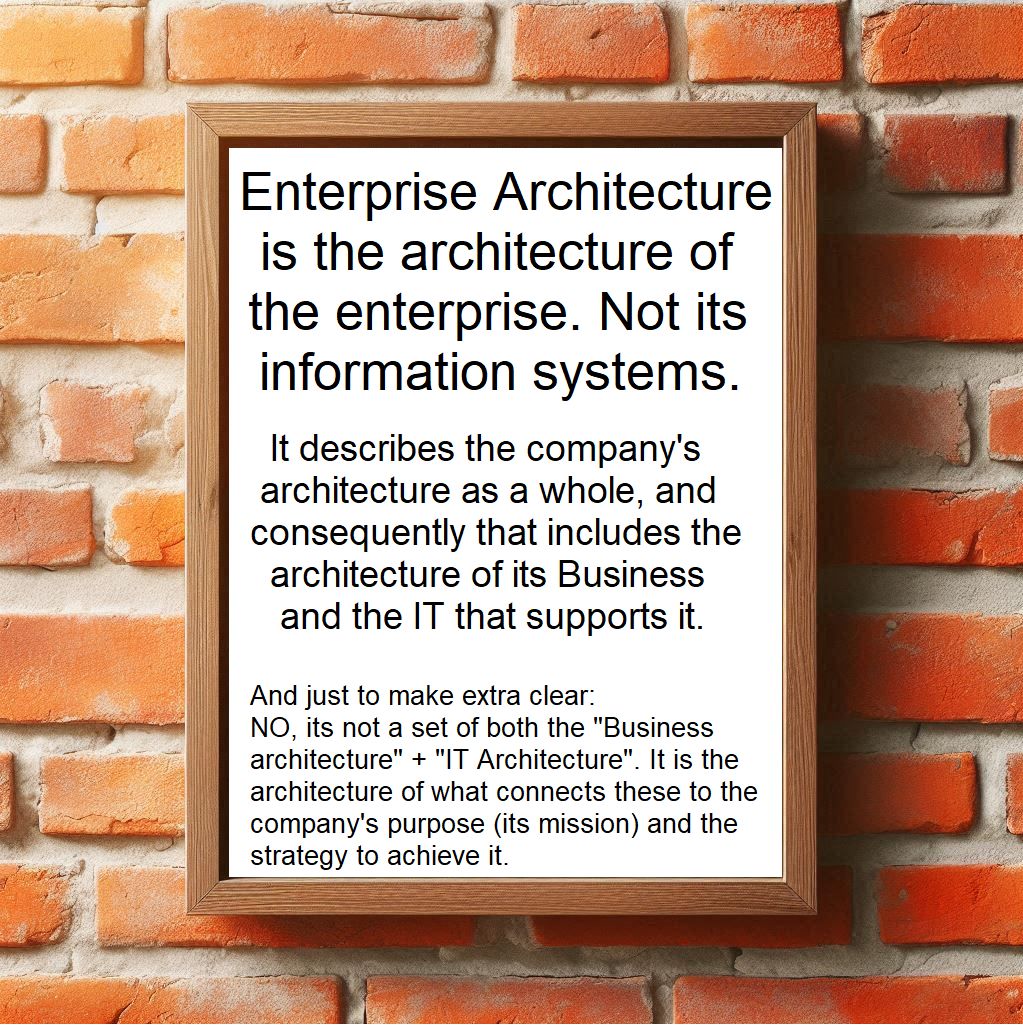 Enterprise Architecture
is the architecture of
the enterprise. Not its
information systems.
It describes the company's
architecture as a whole, and
consequently that includes the
architecture of its Business
and the IT that supports it.
And just to make extra clear:
NO, its not a set of both the "Business
architecture" + "IT Architecture". It is the
architecture of what connects these to the
company's purpose (its mission) and the
strategy to achieve it.